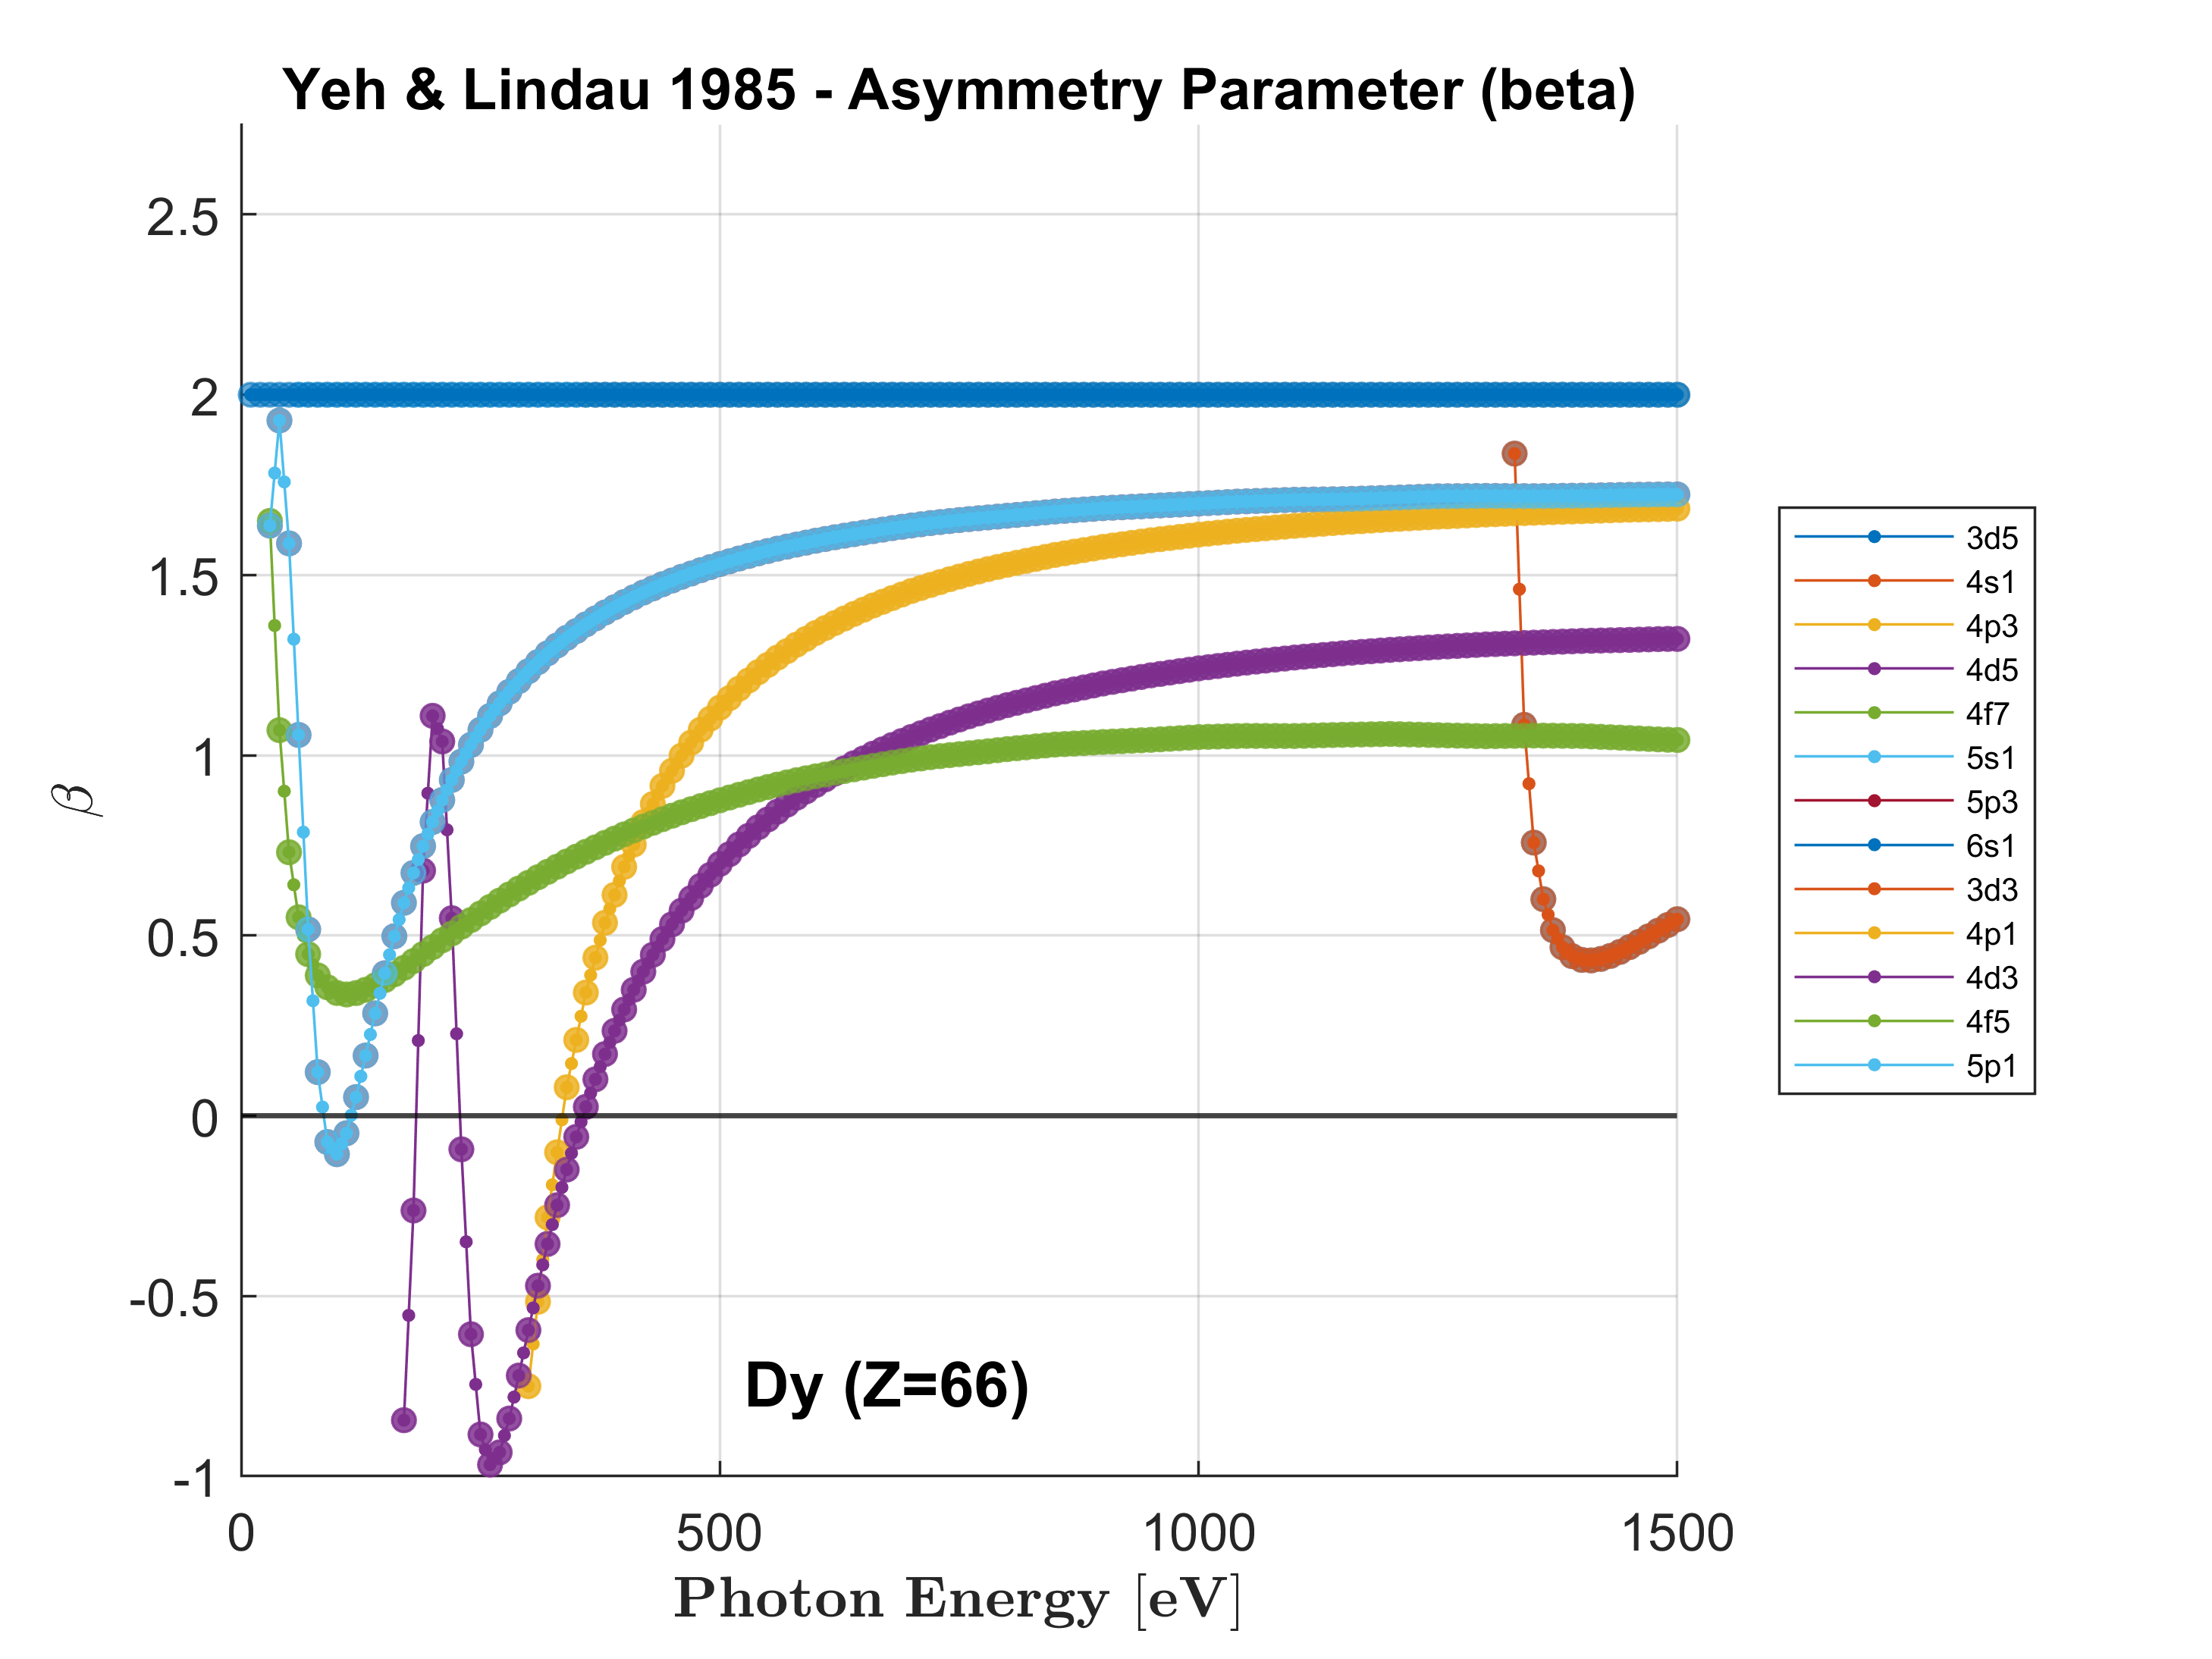 Yeh & Lindau 1985 - Asymmetry Parameter (beta)
2.5
2
1.5
1
0.5
0
-0.5
-1
β
0 500 1000 1500
Photon Energy [eV]
Dy (Z=66)
3d5
4s1
4p3
4d5
4f7
5s1
5p3
6s1
3d3
4p1
4d3
4f5
5p1